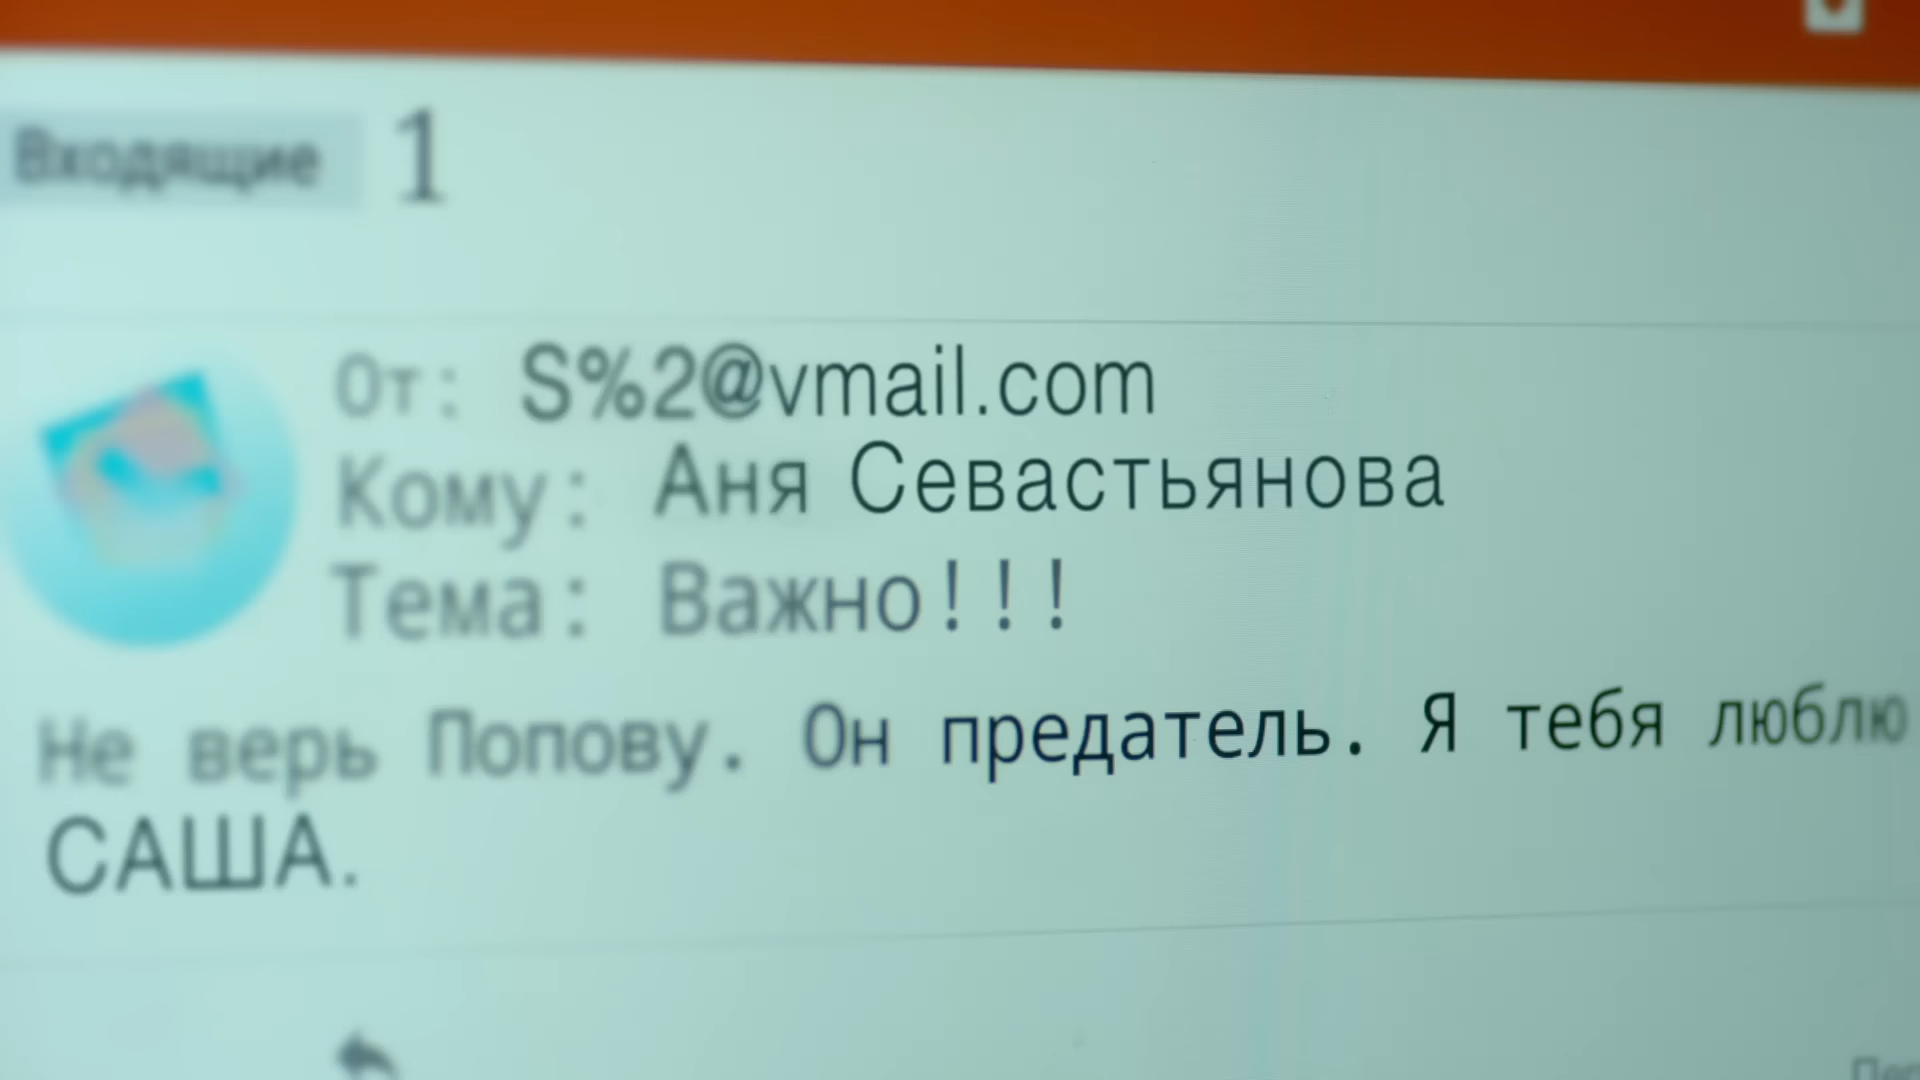 Входящие 1
От: S%2@vmail.com
Кому: Аня Севастьянова
Тема: Важно!!!
Не верь Попову. Он предатель. Я тебя люблю
САША.